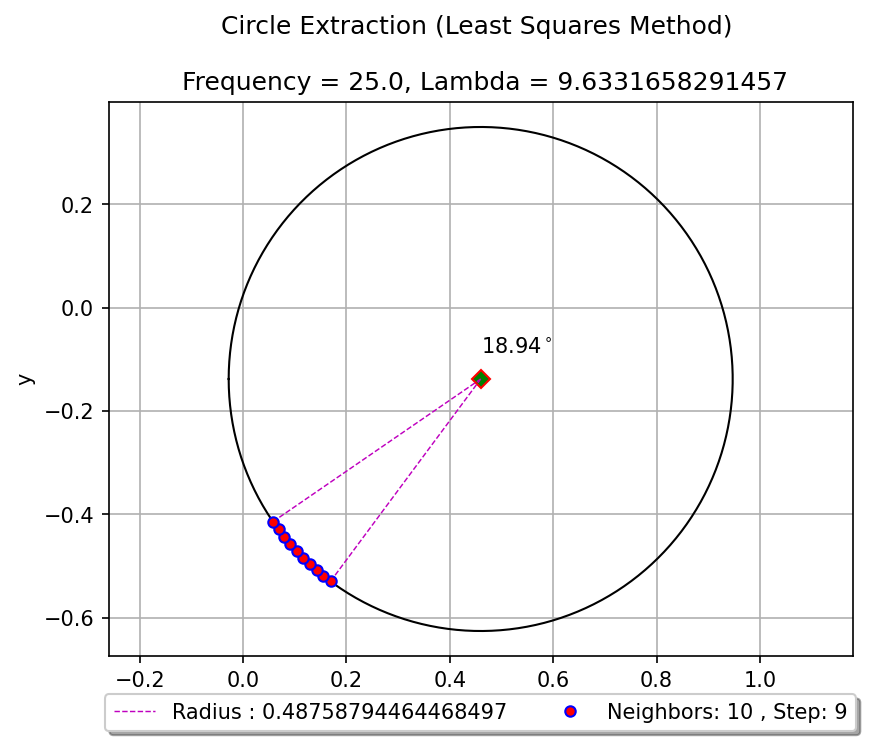 Circle Extraction (Least Squares Method)
Frequency = 25.0, Lambda = 9.6331658291457
0.2
0.0
−0.2
−0.4
−0.6
y
18.94°
−0.2
0.0
0.2
0.4
0.6
0.8
1.0
Radius : 0.48758794464468497
Neighbors: 10 , Step: 9